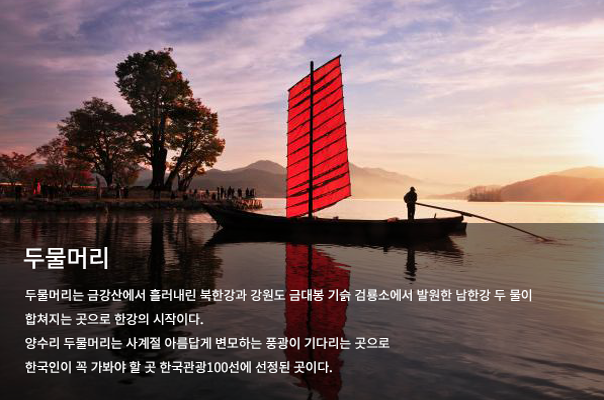 두물머리
두물머리는 금강산에서 흘러내린 북한강과 강원도 금대봉 기슭 검룡소에서 발원한 남한강 두 물이
합쳐지는 곳으로 한강의 시작이다.
양수리 두물머리는 사계절 아름답게 변모하는 풍광이 기다리는 곳으로
한국인이 꼭 가봐야 할 곳 한국관광100선에 선정된 곳이다.